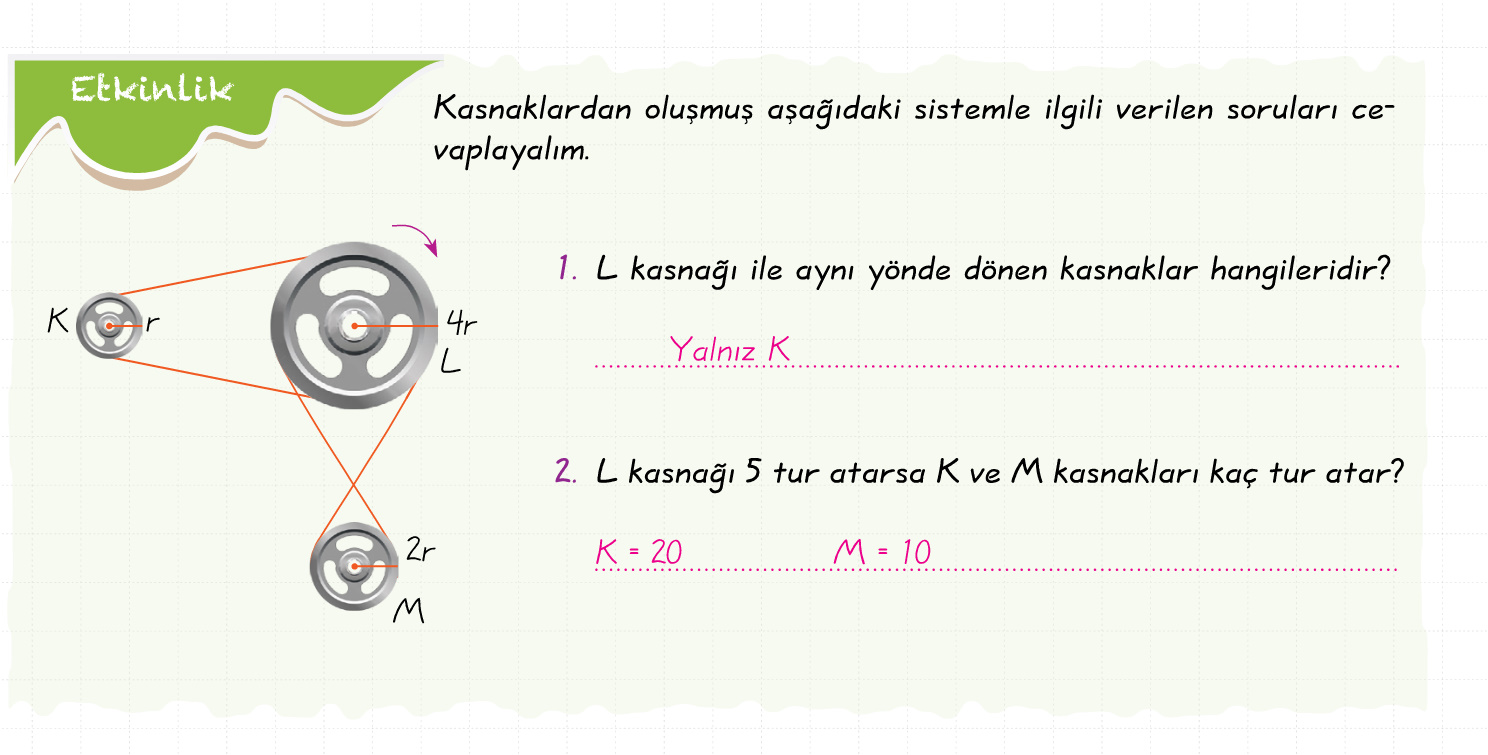 Etkinlik
Kasnaklardan oluşmuş aşağıdaki sistemle ilgili verilen soruları ce-
vaplayalım.
K
r
4r
L
2r
M
1. L kasnağı ile aynı yönde dönen kasnaklar hangileridir?
Yalnız K
2. L kasnağı 5 tur atarsa K ve M kasnakları kaç tur atar?
K = 20 M = 10